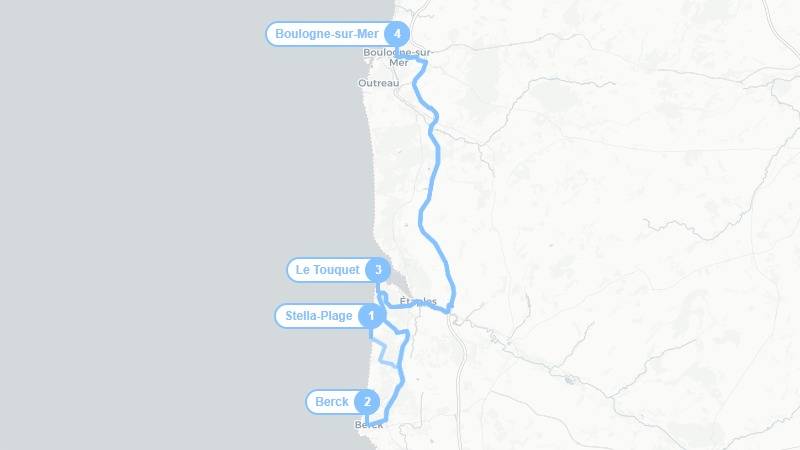 Boulogne-sur-Mer 4
Boulogne-sur-
Mer
Outreau
Le Touquet 3
Étaples
Stella-Plage 1
Berck 2
Berck